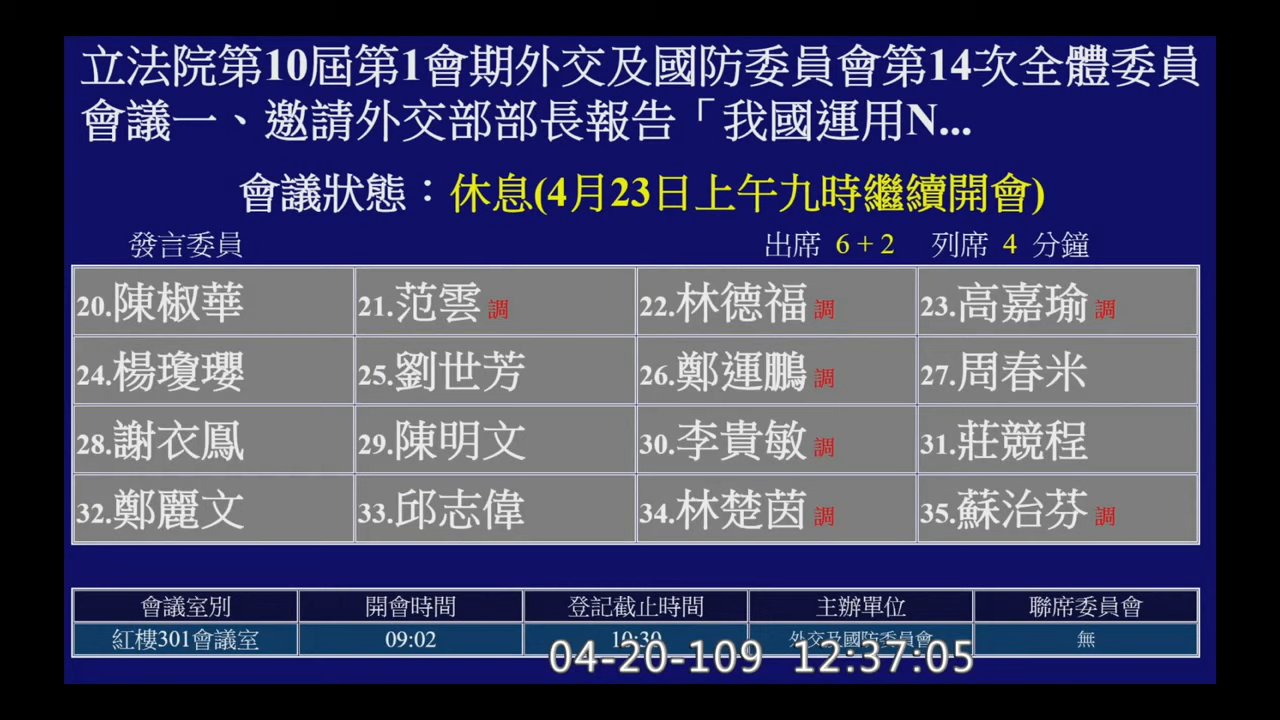 立法院第10屆第1會期外交及國防委員會第14次全體委員
會議一、邀請外交部部長報告「我國運用N...
會議狀態：休息(4月23日上午九時繼續開會)
發言委員 出席 6 + 2 列席 4 分鐘
20.陳椒華 21.范雲 調 22.林德福 調 23.高嘉瑜 調
24.楊瓊瓔 25.劉世芳 26.鄭運鵬 調 27.周春米
28.謝衣鳳 29.陳明文 30.李貴敏 調 31.莊競程
32.鄭麗文 33.邱志偉 34.林楚茵 調 35.蘇治芬 調
會議室別 開會時間 登記截止時間 主辦單位 聯席委員會
紅樓301會議室 09:02 10:30 外交及國防委員會 無
04-20-109 12:37:05